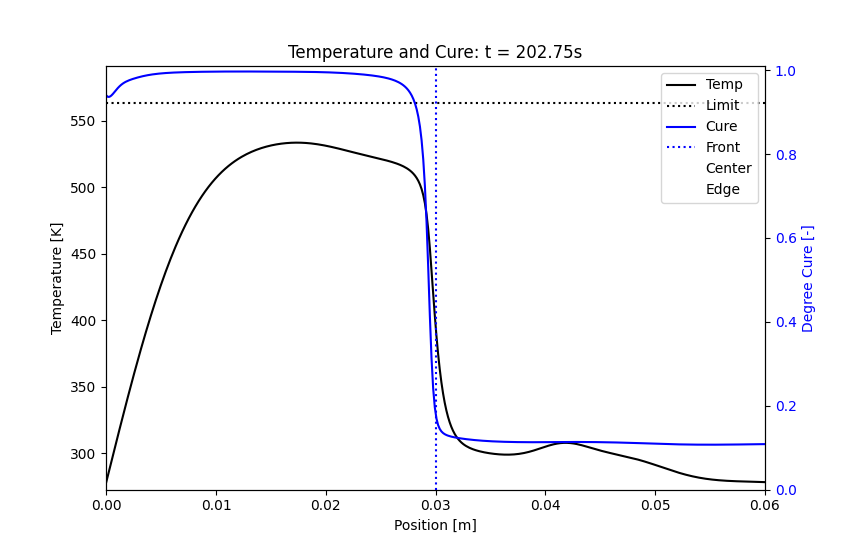 Temperature and Cure: t = 202.75s
Temperature [K]
550
500
450
400
350
300
Temp
Limit
Cure
Front
Center
Edge
1.0
0.8
0.6
0.4
0.2
0.0
Degree Cure [-]
0.00
0.01
0.02
0.03
0.04
0.05
0.06
Position [m]